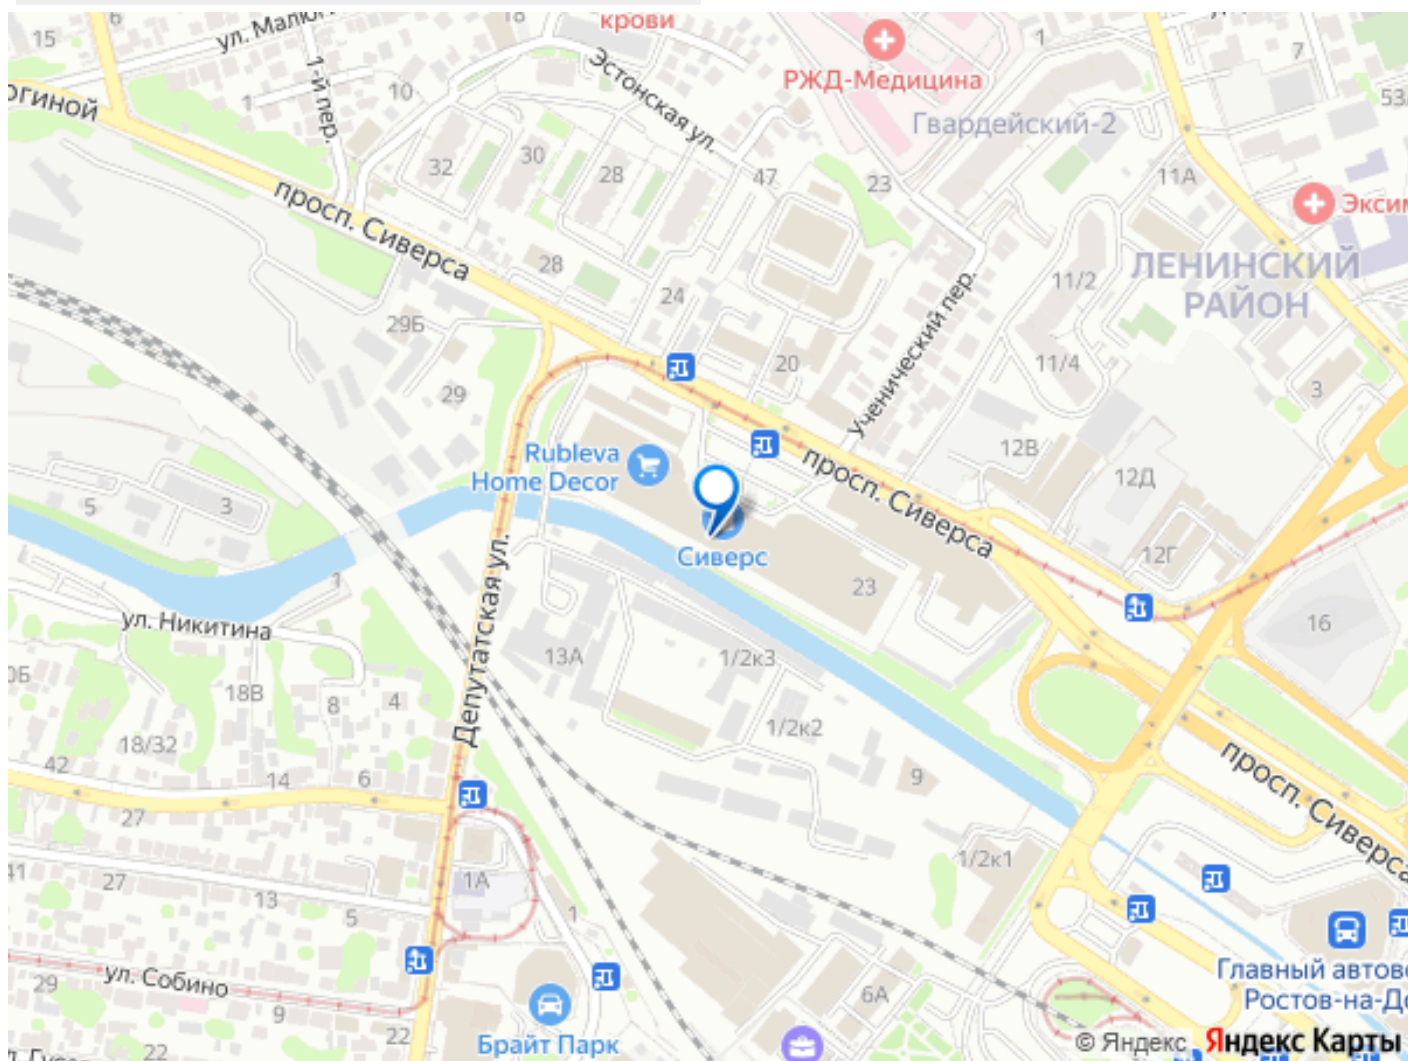 15
ул. Малюг
18
крови
1
7
1-й пер.
Эстонская ул.
РЖД-Медицина
53
огиной
1
10
Гвардейский-2
32
30
28
47
23
11А
просп. Сиверса
Эксим
28
24
11/2
ЛЕНИНСКИЙ
РАЙОН
29Б
20
Ученический пер.
11/4
3
29
Rubleva
Home Decor
12В
12Д
просп. Сиверса
5
3
12Г
Сиверс
23
1
16
ул. Никитина
Депутатская ул.
13А
1/2к3
18В
8
4
1/2к2
18/32
42
14
6
9
просп. Сиверса
27
41
27
13
5
1А
1
1/2к1
ул. Собино
29
9
22
22
6А
Главный автово
Ростов-на-До
Брайт Парк
© Яндекс Яндекс Карты